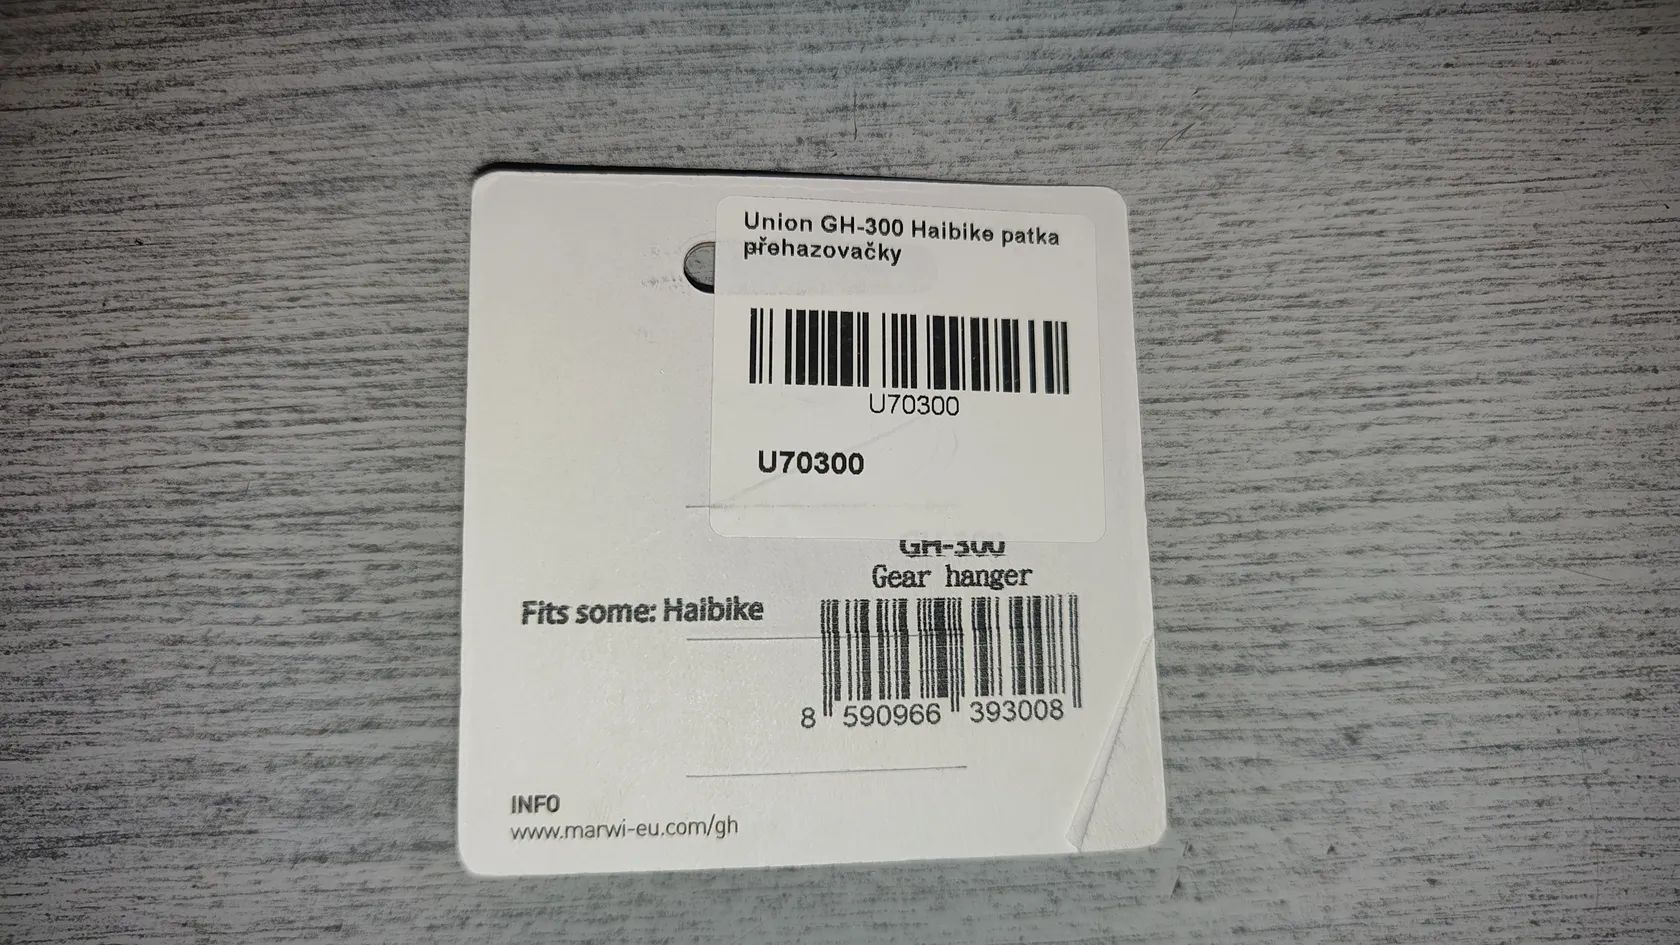 Union GH-300 Haibike patka
přehazovačky
U70300
U70300
GH-300
Gear hanger
Fits some: Haibike
8 590966 393008
INFO
www.marwi-eu.com/gh